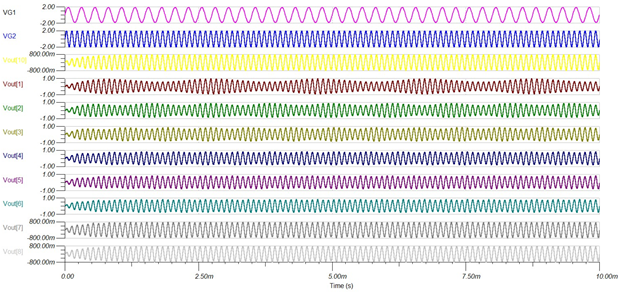 VG1 2.00
-2.00
VG2 2.00
-2.00
800.00m
-800.00m
Vout[1] 1.00
-1.00
Vout[2] 1.00
-1.00
Vout[3] 1.00
-1.00
Vout[4] 1.00
-1.00
Vout[5] 1.00
-1.00
Vout[6] 1.00
-1.00
Vout[7] 800.00m
-800.00m
Vout[8] 800.00m
-800.00m
0.00 2.50m 5.00m 7.50m 10.00m
Time (s)